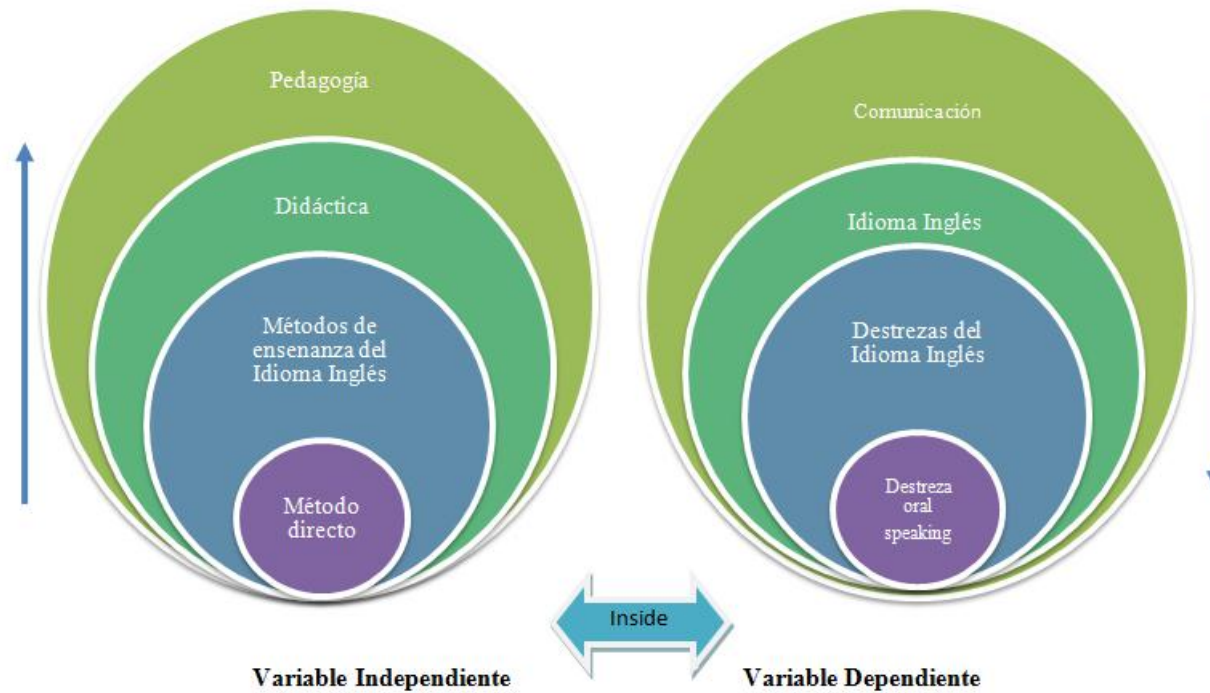 Pedagogía
Didáctica
Métodos de
ensenanza del
Idioma Inglés
Método
directo
Comunicación
Idioma Inglés
Destrezas del
Idioma Inglés
Destreza
oral
speaking
Inside
Variable Independiente
Variable Dependiente